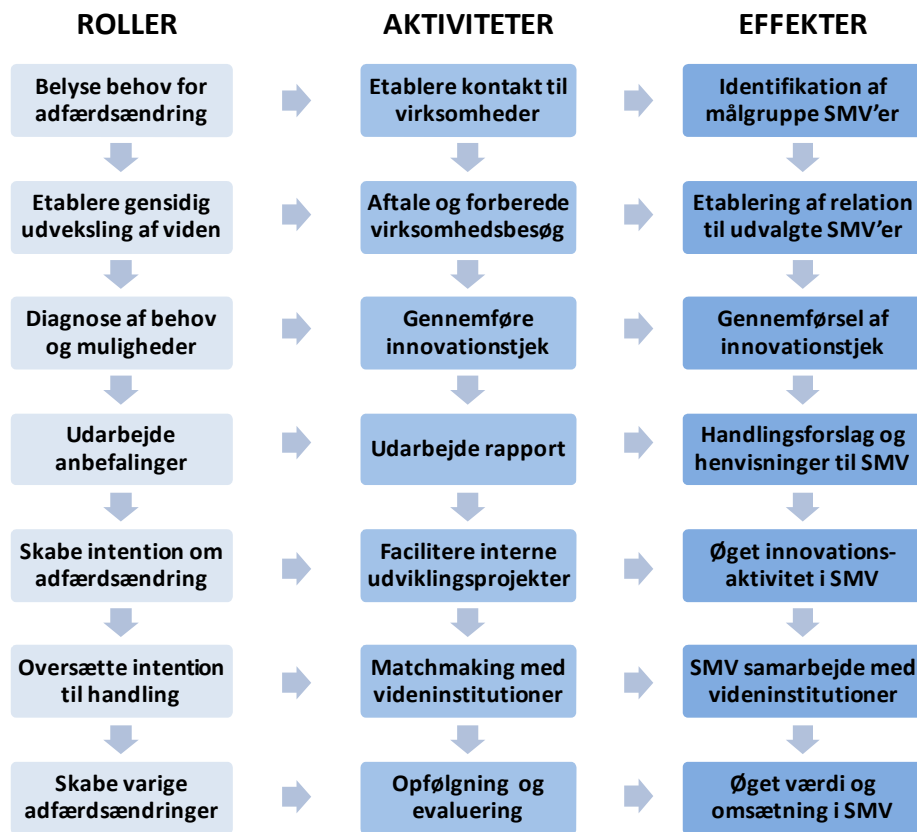 ROLLER
AKTIVITETER
EFFEKTER
Belyse behov for
adfærdsændring
Etablere kontakt til
virksomheder
Identifikation af
målgruppe SMV'er
Etablere gensidig
udveksling af viden
Aftale og forberede
virksomhedsbesøg
Etablering af relation
til udvalgte SMV'er
Diagnose af behov
og muligheder
Gennemføre
innovationstjek
Gennemførsel af
innovationstjek
Udarbejde
anbefalinger
Udarbejde rapport
Handlingsforslag og
henvisninger til SMV
Skabe intention om
adfærdsændring
Facilitere interne
udviklingsprojekter
Øget innovations-
aktivitet i SMV
Oversætte intention
til handling
Matchmaking med
videninstitutioner
SMV samarbejde med
videninstitutioner
Skabe varige
adfærdsændringer
Opfølgning og
evaluering
Øget værdi og
omsætning i SMV